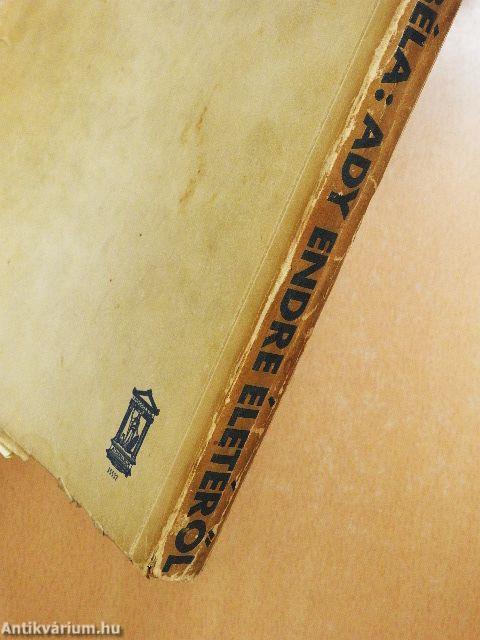 BÉLA: ADY ENDRE ÉLETÉRŐL
Antikvárium.hu